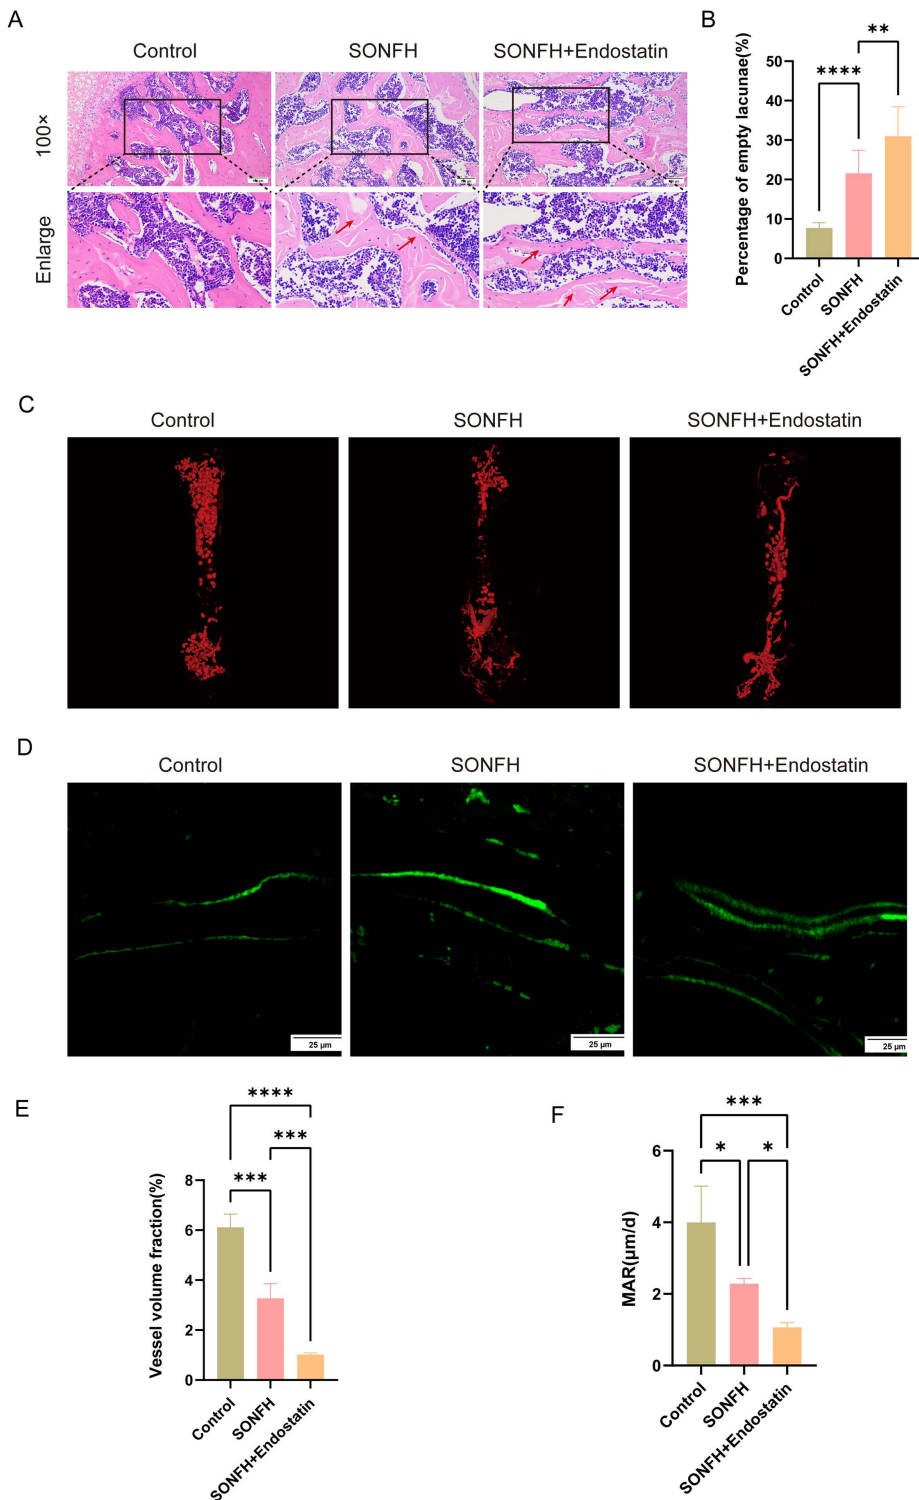 A
Control
SONFH
SONFH+Endostatin
100×
Enlarge
B
Percentage of empty lacunae(%)
50
40
30
20
10
0
****
**
Control
SONFH
SONFH+Endostatin
C
Control
SONFH
SONFH+Endostatin
D
Control
SONFH
SONFH+Endostatin
25 μm
25 μm
25 μm
E
Vessel volume fraction(%)
8
6
4
2
0
****
***
***
Control
SONFH
SONFH+Endostatin
F
MAR(μm/d)
6
4
2
0
***
*
*
Control
SONFH
SONFH+Endostatin